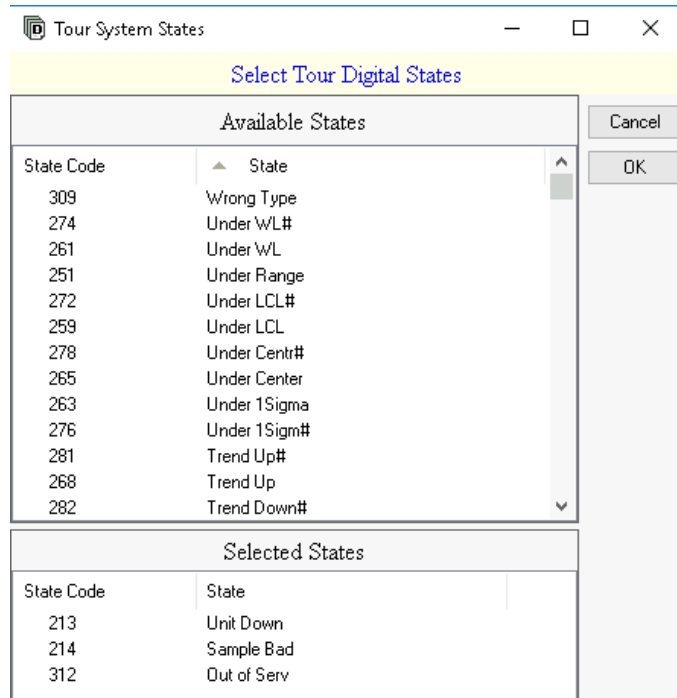 Tour System States
Select Tour Digital States
Available States
Cancel
OK
State Code State
309 Wrong Type
274 Under WL#
261 Under WL
251 Under Range
272 Under LCL#
259 Under LCL
278 Under Centr#
265 Under Center
263 Under 1Sigma
276 Under 1Sigm#
281 Trend Up#
268 Trend Up
282 Trend Down#
Selected States
State Code State
213 Unit Down
214 Sample Bad
312 Out of Serv